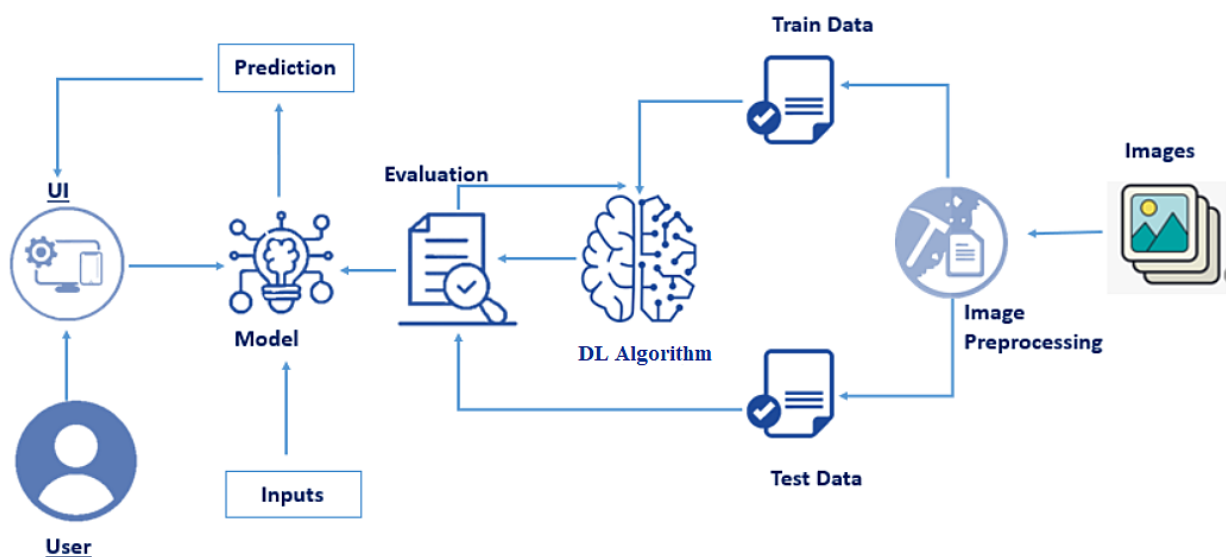 Train Data
Prediction
Images
Evaluation
UI
Image
Preprocessing
Model
DL Algorithm
Test Data
Inputs
User